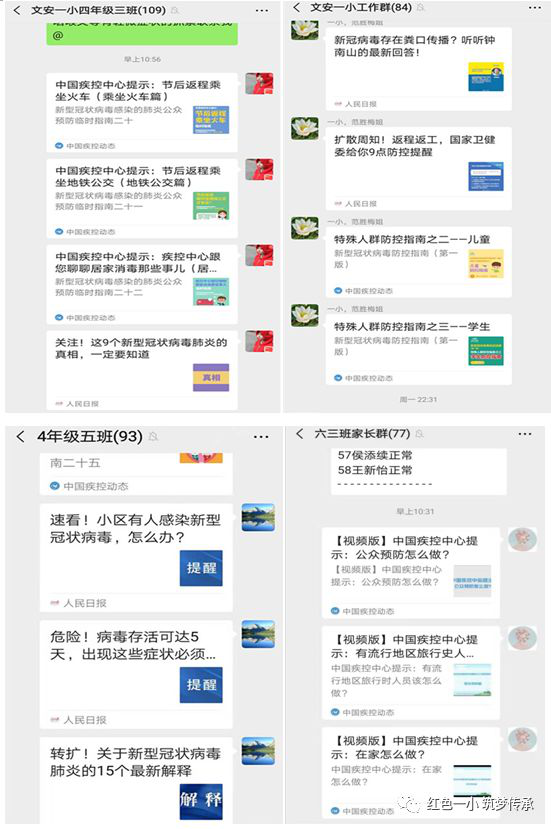 文安一小四年级三班(109)
@
早上10:56
中国疾控中心提示：节后返程乘
坐火车（乘坐火车篇）
新型冠状病毒感染的肺炎公众
预防临时指南二十
节后返程
乘坐火车
中国疾控动态
中国疾控中心提示：节后返程
乘坐地铁公交（地铁公交篇）
新型冠状病毒感染的肺炎公众
预防临时指南二十一
中国疾控动态
中国疾控中心提示：疾控中心跟
您聊聊居家消毒那些事儿（居...
新型冠状病毒感染的肺炎公众
预防临时指南二十二
中国疾控动态
关注！这9个新型冠状病毒肺炎的
真相，一定要知道
真相
人民日报
文安一小工作群(84)
新冠病毒存在粪口传播？听听钟
南山的最新回答！
人民日报
一小，范胜梅姐
扩散周知！返程返工，国家卫健
委给你9点防控提醒
人民日报
一小，范胜梅姐
特殊人群防控指南之二——儿童
新型冠状病毒防控指南（第一
版）
中国疾控动态
一小，范胜梅姐
特殊人群防控指南之三——学生
新型冠状病毒防控指南（第一
版）
中国疾控动态
周一 22:31
4年级五班(93)
南二十五
中国疾控动态
速看！小区有人感染新型
冠状病毒，怎么办？
提醒
人民日报
危险！病毒存活可达5
天，出现这些症状必须...
提醒
人民日报
转扩！关于新型冠状病毒
肺炎的15个最新解释
解释
六三班家长群(77)
57侯添续正常
58王新怡正常
- - - - - - - - - - - - - -
早上10:31
【视频版】中国疾控中心提
示：公众预防怎么做？
【视频版】中国疾控中心
提示：公众预防怎么做？
中国疾控动态
【视频版】中国疾控中心提
示：有流行地区旅行史人...
中国疾控中心提示：有流
行地区旅行时人员该怎么
做？
中国疾控动态
【视频版】中国疾控中心提
示：在家怎么做？
中国疾控中心提示：在家
怎么做？
中国疾控动态
红色一小 筑梦传承